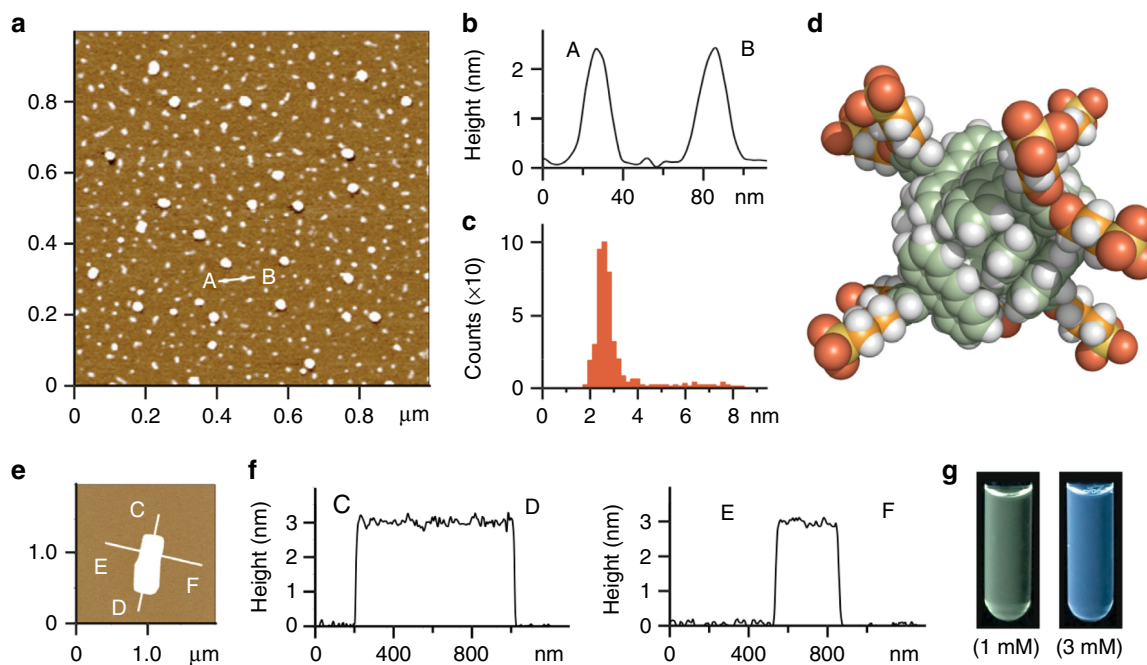 a
0.8
0.6
0.4
0.2
0
0 0.2 0.4 0.6 0.8 μm
A B
b
Height (nm)
2
1
0
A B
0 40 80 nm
c
Counts (×10)
10
5
0
0 2 4 6 8 nm
d
e
1.0
0
0 1.0 μm
C
E
F
D
f
Height (nm)
3
2
1
0
C D
0 400 800 nm
Height (nm)
3
2
1
0
E F
0 400 800 nm
g
(1 mM) (3 mM)